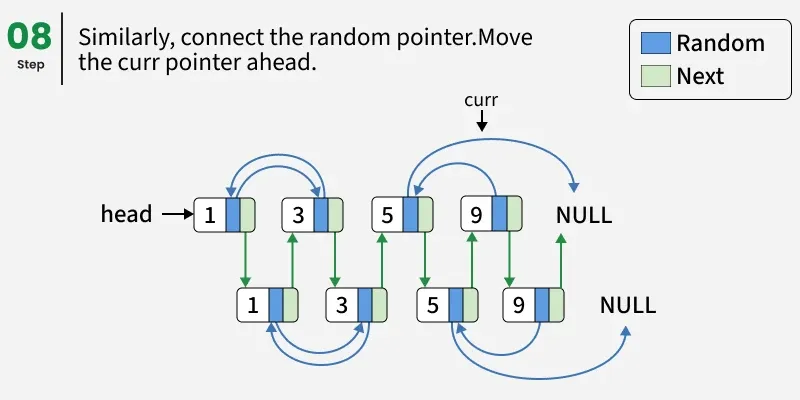 08
Step
Similarly, connect the random pointer.Move
the curr pointer ahead.
Random
Next
curr
head
1 3 5 9 NULL
1 3 5 9 NULL